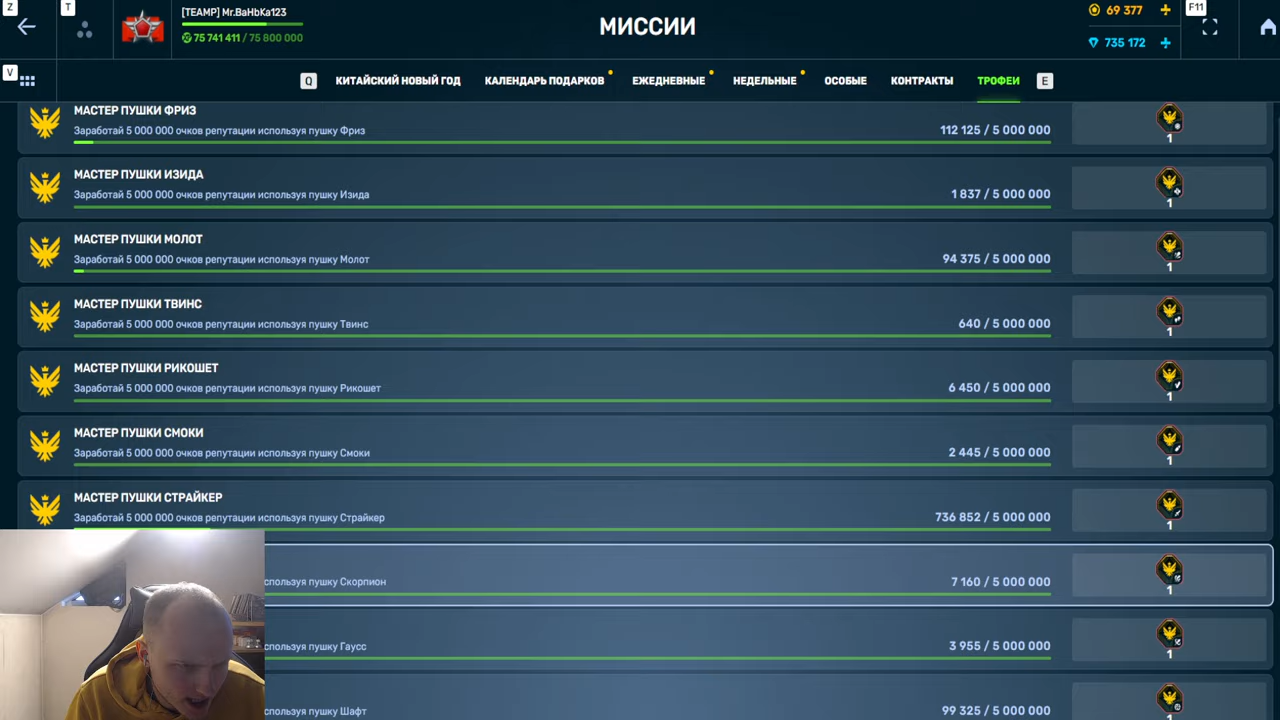 Z
T
[TEAMP] Mr.BaHbKa123
75 741 411 / 75 800 000
МИССИИ
69 377 +
735 172 +
F11
V
Q
КИТАЙСКИЙ НОВЫЙ ГОД
КАЛЕНДАРЬ ПОДАРКОВ
ЕЖЕДНЕВНЫЕ
НЕДЕЛЬНЫЕ
ОСОБЫЕ
КОНТРАКТЫ
ТРОФЕИ
E
МАСТЕР ПУШКИ ФРИЗ
Заработай 5 000 000 очков репутации используя пушку Фриз
112 125 / 5 000 000
1
МАСТЕР ПУШКИ ИЗИДА
Заработай 5 000 000 очков репутации используя пушку Изида
1 837 / 5 000 000
1
МАСТЕР ПУШКИ МОЛОТ
Заработай 5 000 000 очков репутации используя пушку Молот
94 375 / 5 000 000
1
МАСТЕР ПУШКИ ТВИНС
Заработай 5 000 000 очков репутации используя пушку Твинс
640 / 5 000 000
1
МАСТЕР ПУШКИ РИКОШЕТ
Заработай 5 000 000 очков репутации используя пушку Рикошет
6 450 / 5 000 000
1
МАСТЕР ПУШКИ СМОКИ
Заработай 5 000 000 очков репутации используя пушку Смоки
2 445 / 5 000 000
1
МАСТЕР ПУШКИ СТРАЙКЕР
Заработай 5 000 000 очков репутации используя пушку Страйкер
736 852 / 5 000 000
1
используя пушку Скорпион
7 160 / 5 000 000
1
используя пушку Гаусс
3 955 / 5 000 000
1
используя пушку Шафт
99 325 / 5 000 000
1